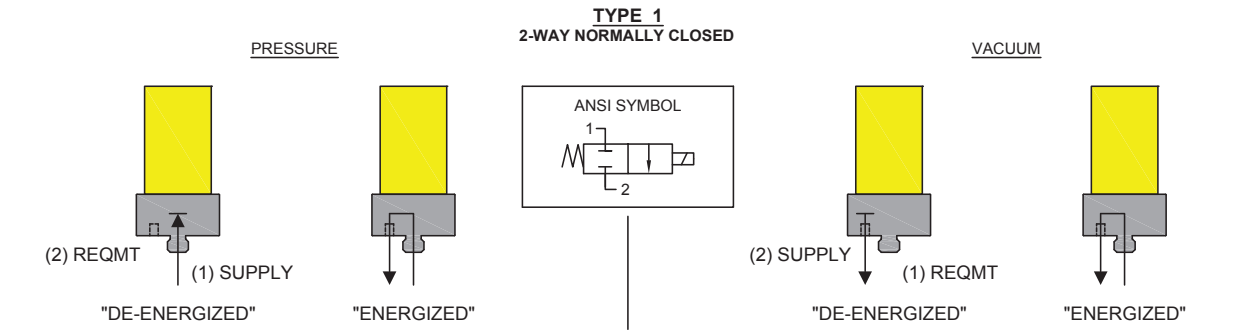 TYPE 1
2-WAY NORMALLY CLOSED
PRESSURE
VACUUM
ANSI SYMBOL
1
2
(2) REQMT
(1) SUPPLY
(2) SUPPLY
(1) REQMT
"DE-ENERGIZED"
"ENERGIZED"
"DE-ENERGIZED"
"ENERGIZED"